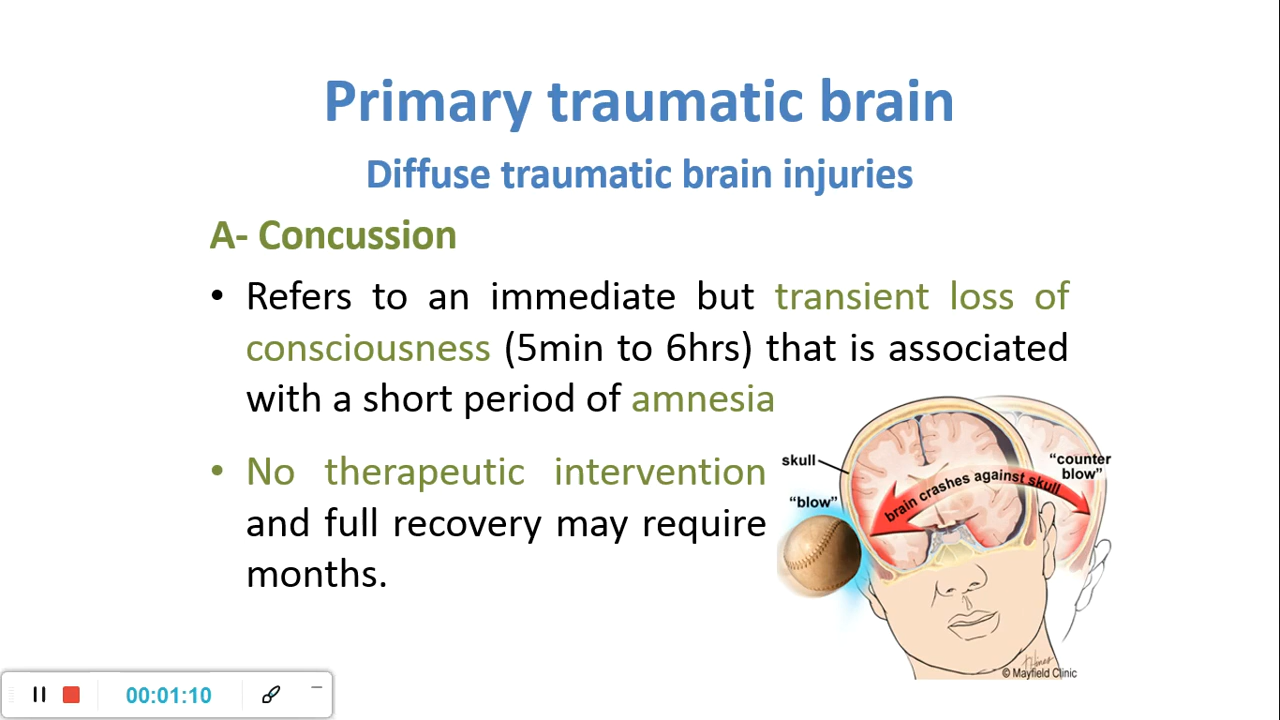 Primary traumatic brain
Diffuse traumatic brain injuries
A- Concussion
• Refers to an immediate but transient loss of
consciousness (5min to 6hrs) that is associated
with a short period of amnesia
• No therapeutic intervention
and full recovery may require
months.
skull
"blow"
brain crashes against skull
“counter
blow”
© Mayfield Clinic
00:01:10